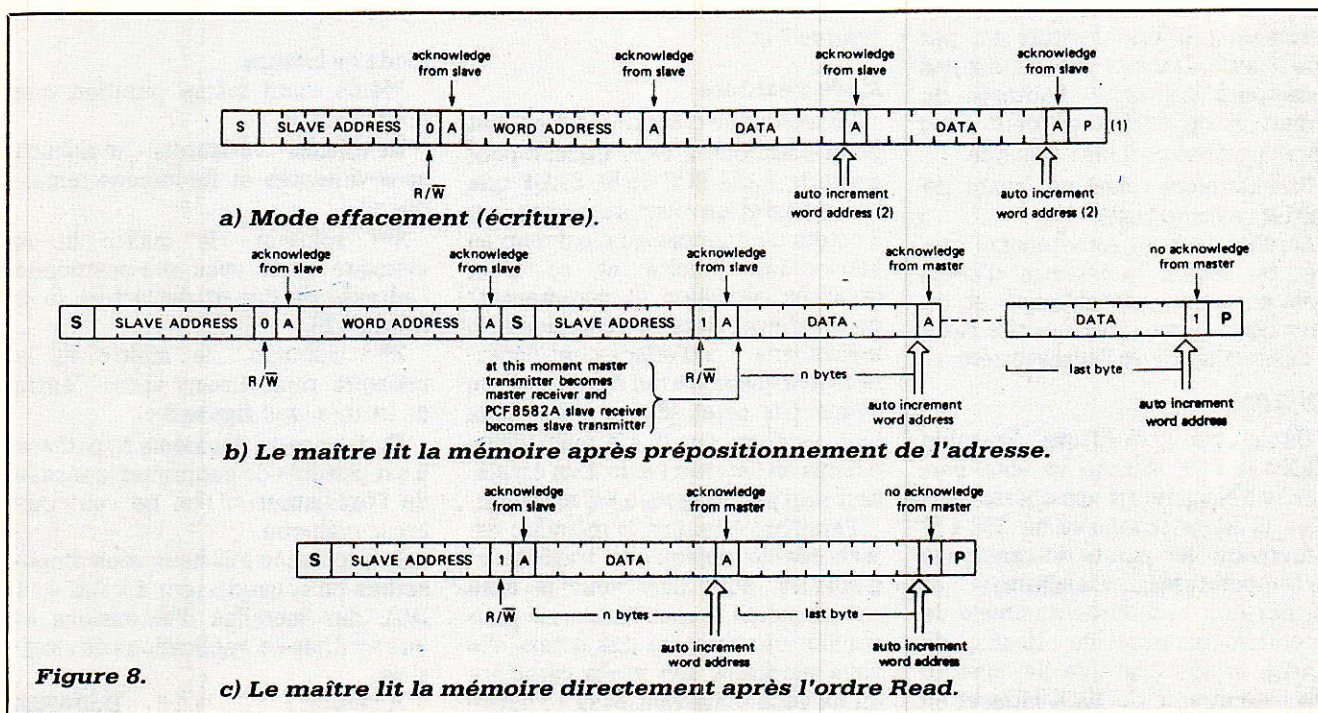 acknowledge from slave
acknowledge from slave
acknowledge from slave
acknowledge from slave
S SLAVE ADDRESS 0 A WORD ADDRESS A DATA A DATA A P (1)
R/W̅
auto increment word address (2)
auto increment word address (2)
a) Mode effacement (écriture).
acknowledge from slave
acknowledge from slave
acknowledge from slave
acknowledge from master
no acknowledge from master
S SLAVE ADDRESS 0 A WORD ADDRESS A S SLAVE ADDRESS 1 A DATA A DATA 1 P
R/W̅
at this moment master
transmitter becomes
master receiver and
PCF8582A slave receiver
becomes slave transmitter
R/W̅
n bytes
last byte
auto increment word address
auto increment word address
b) Le maître lit la mémoire après prépositionnement de l'adresse.
acknowledge from slave
acknowledge from master
no acknowledge from master
S SLAVE ADDRESS 1 A DATA A DATA 1 P
R/W̅
n bytes
last byte
auto increment word address
auto increment word address
Figure 8.
c) Le maître lit la mémoire directement après l'ordre Read.